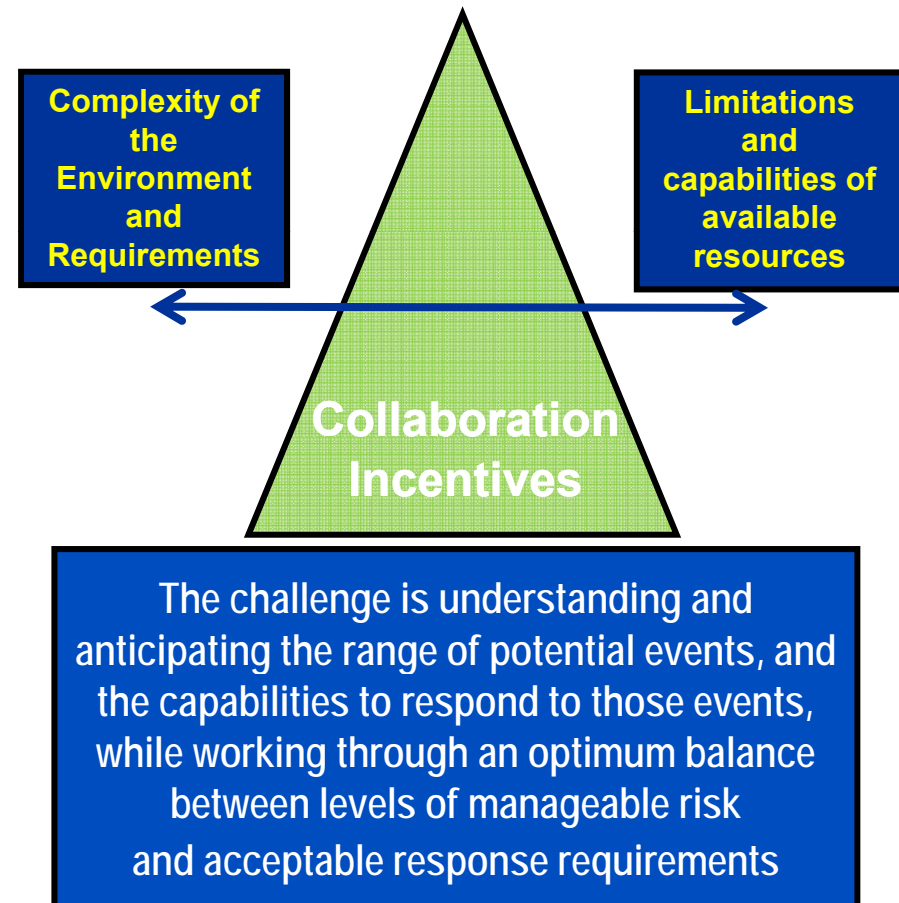 Complexity of
the
Environment
and
Requirements
Limitations
and
capabilities of
available
resources
Collaboration
Incentives
The challenge is understanding and
anticipating the range of potential events, and
the capabilities to respond to those events,
while working through an optimum balance
between levels of manageable risk
and acceptable response requirements